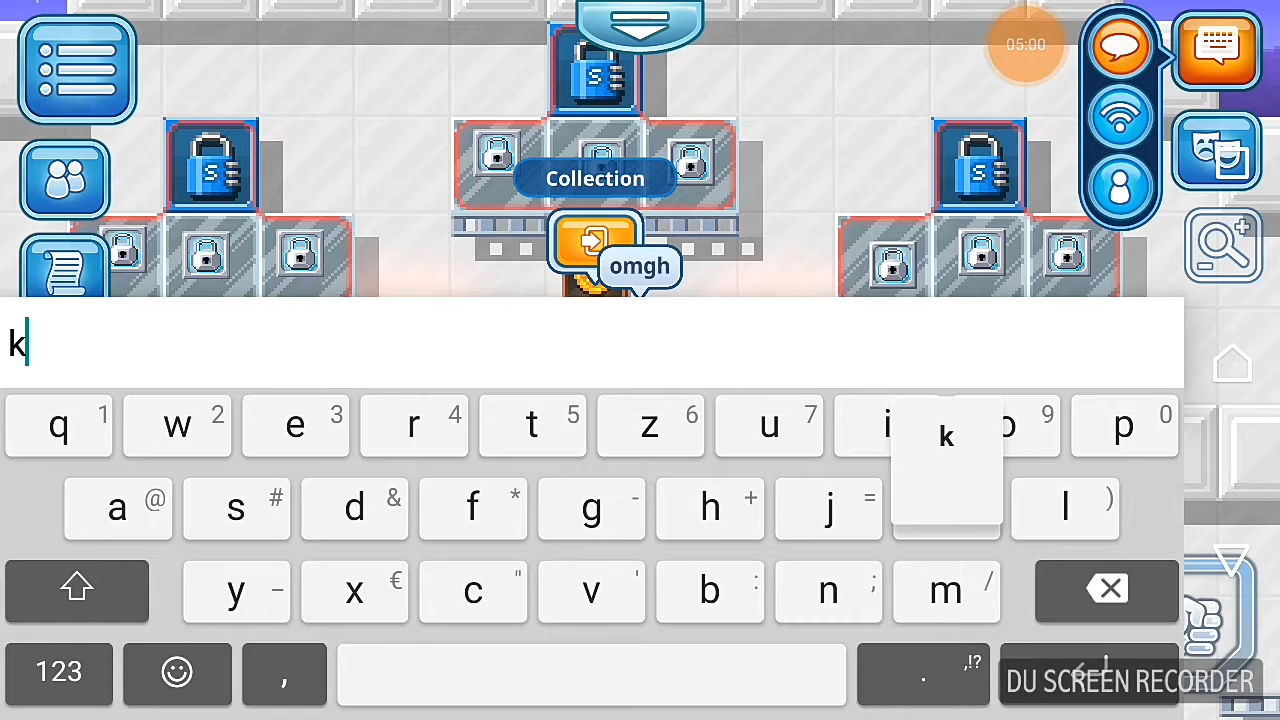 05:00
S
S
S
Collection
omgh
k
q 1 w 2 e 3 r 4 t 5 z 6 u 7 i k o 9 p 0
a @ s # d & f * g - h + j = l )
y _ x € c " v ' b : n ; m /
123 , . ,!?
DU SCREEN RECORDER